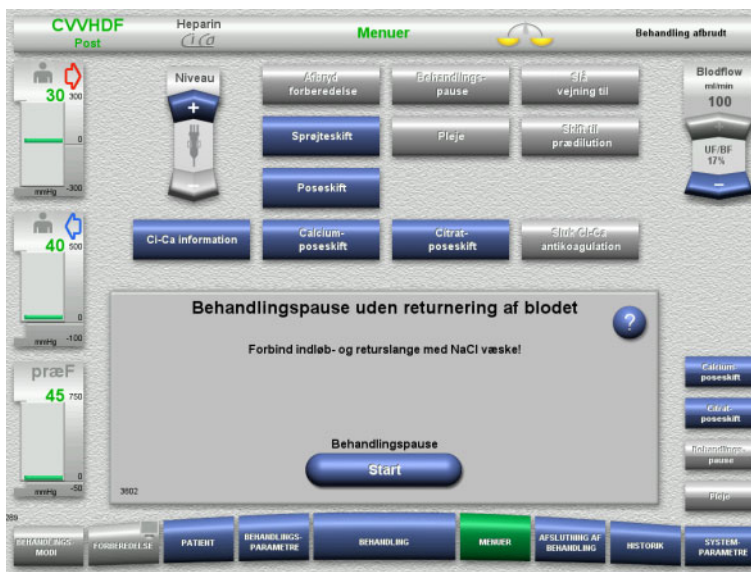 CVVHDF
Post
Heparin
Ci Ca
Menuer
Behandling afbrudt
30
300
0
-300
mmHg
40
500
0
-100
mmHg
præF
45
750
0
-50
mmHg
Niveau
+
−
Afbryd
forberedelse
Behandlings-
pause
Slå
vejning til
Sprøjteskift
Pleje
Skift til
prædilution
Poseskift
Ci-Ca information
Calcium-
poseskift
Citrat-
poseskift
Sluk Ci-Ca
antikoagulation
Blodflow
ml/min
100
+
UF/BF
17%
−
Behandlingspause uden returnering af blodet
?
Forbind indløb- og returslange med NaCl væske!
Behandlingspause
Start
3602
Calcium-
poseskift
Citrat-
poseskift
Behandlings-
pause
Pleje
BEHANDLINGS-
MODI
FORBEREDELSE
PATIENT
BEHANDLINGS-
PARAMETRE
BEHANDLING
MENUER
AFSLUTNING AF
BEHANDLING
HISTORIK
SYSTEM-
PARAMETRE